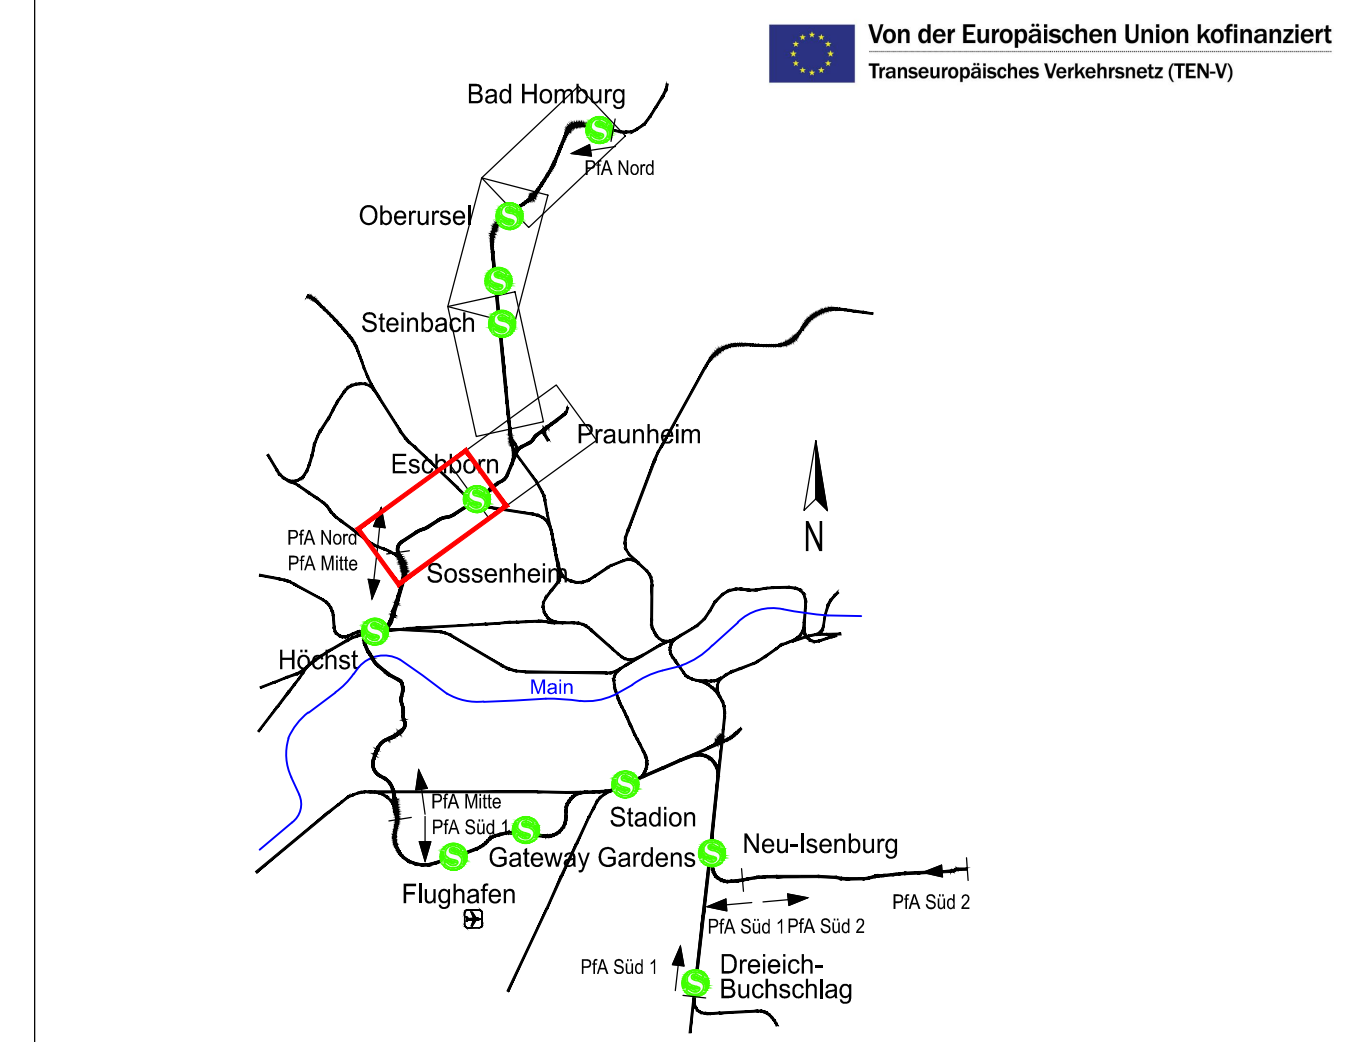 Von der Europäischen Union kofinanziert
Transeuropäisches Verkehrsnetz (TEN-V)
Bad Homburg
PfA Nord
Oberursel
Steinbach
Praunheim
Eschborn
PfA Nord
PfA Mitte
N
Sossenheim
Höchst
Main
PfA Mitte
PfA Süd 1
Stadion
Gateway Gardens
Neu-Isenburg
Flughafen
PfA Süd 2
PfA Süd 1
PfA Süd 2
PfA Süd 1
Dreieich-
Buchschlag